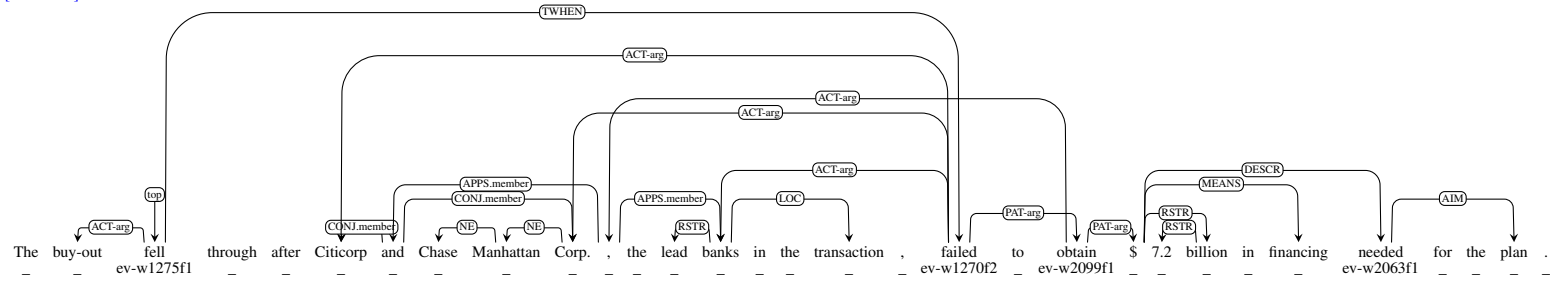 TWHEN
ACT-arg
ACT-arg
ACT-arg
ACT-arg DESCR
APPS.member MEANS
top CONJ.member APPS.member LOC AIM
PAT-arg RSTR
ACT-arg CONJ.member NE NE RSTR PAT-arg RSTR
The buy-out fell through after Citicorp and Chase Manhattan Corp. , the lead banks in the transaction , failed to obtain $ 7.2 billion in financing needed for the plan .
_ _ ev-w1275f1 _ _ _ _ _ _ _ _ _ _ _ _ _ _ _ ev-w1270f2 _ ev-w2099f1 _ _ _ _ _ ev-w2063f1 _ _ _ _